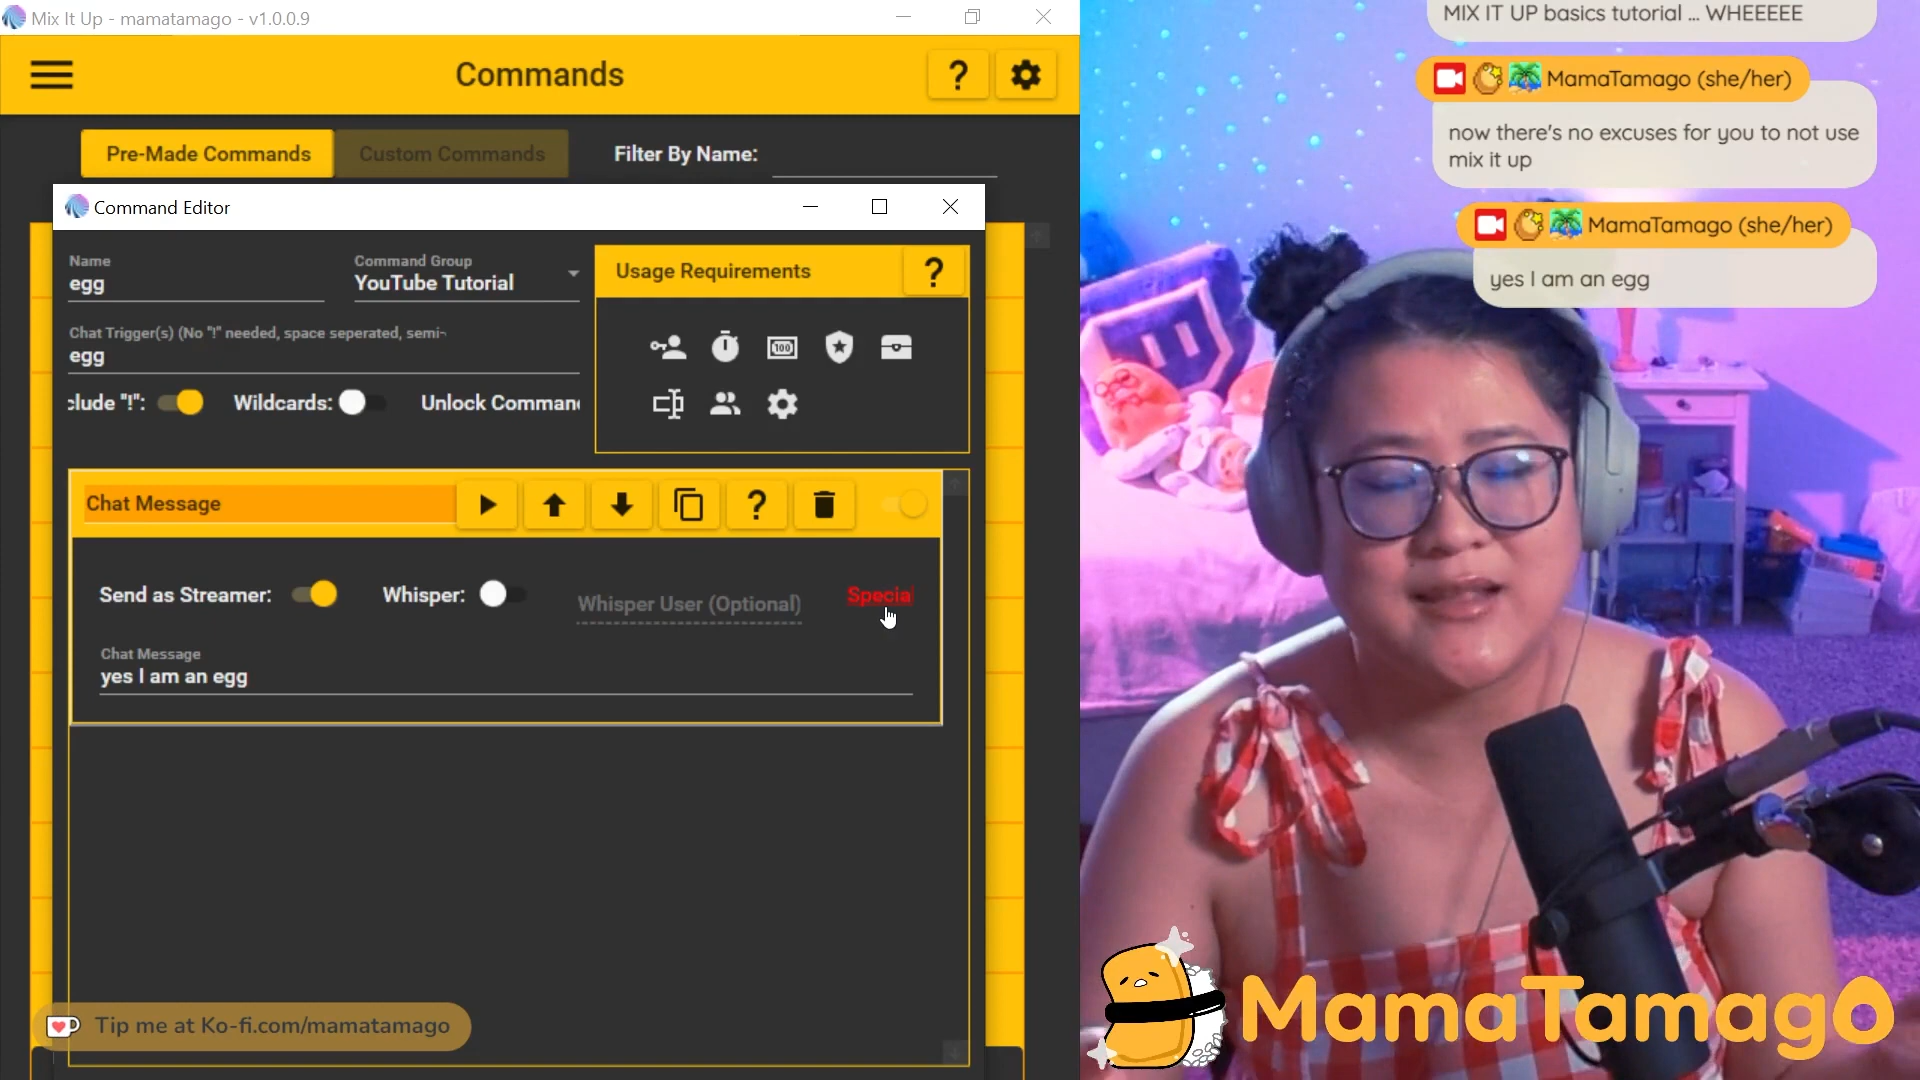 Mix It Up - mamatamago - v1.0.0.9
Commands
?
Pre-Made Commands
Custom Commands
Filter By Name:
Command Editor
Name
egg
Command Group
YouTube Tutorial
Usage Requirements
?
Chat Trigger(s) (No "!" needed, space seperated, semi-
egg
clude "!":
Wildcards:
Unlock Comman
100
Chat Message
?
Send as Streamer:
Whisper:
Whisper User (Optional)
Special
Chat Message
yes I am an egg
Tip me at Ko-fi.com/mamatamago
MIX IT UP basics tutorial ... WHEEEEE
MamaTamago (she/her)
now there's no excuses for you to not use
mix it up
MamaTamago (she/her)
yes I am an egg
MamaTamago